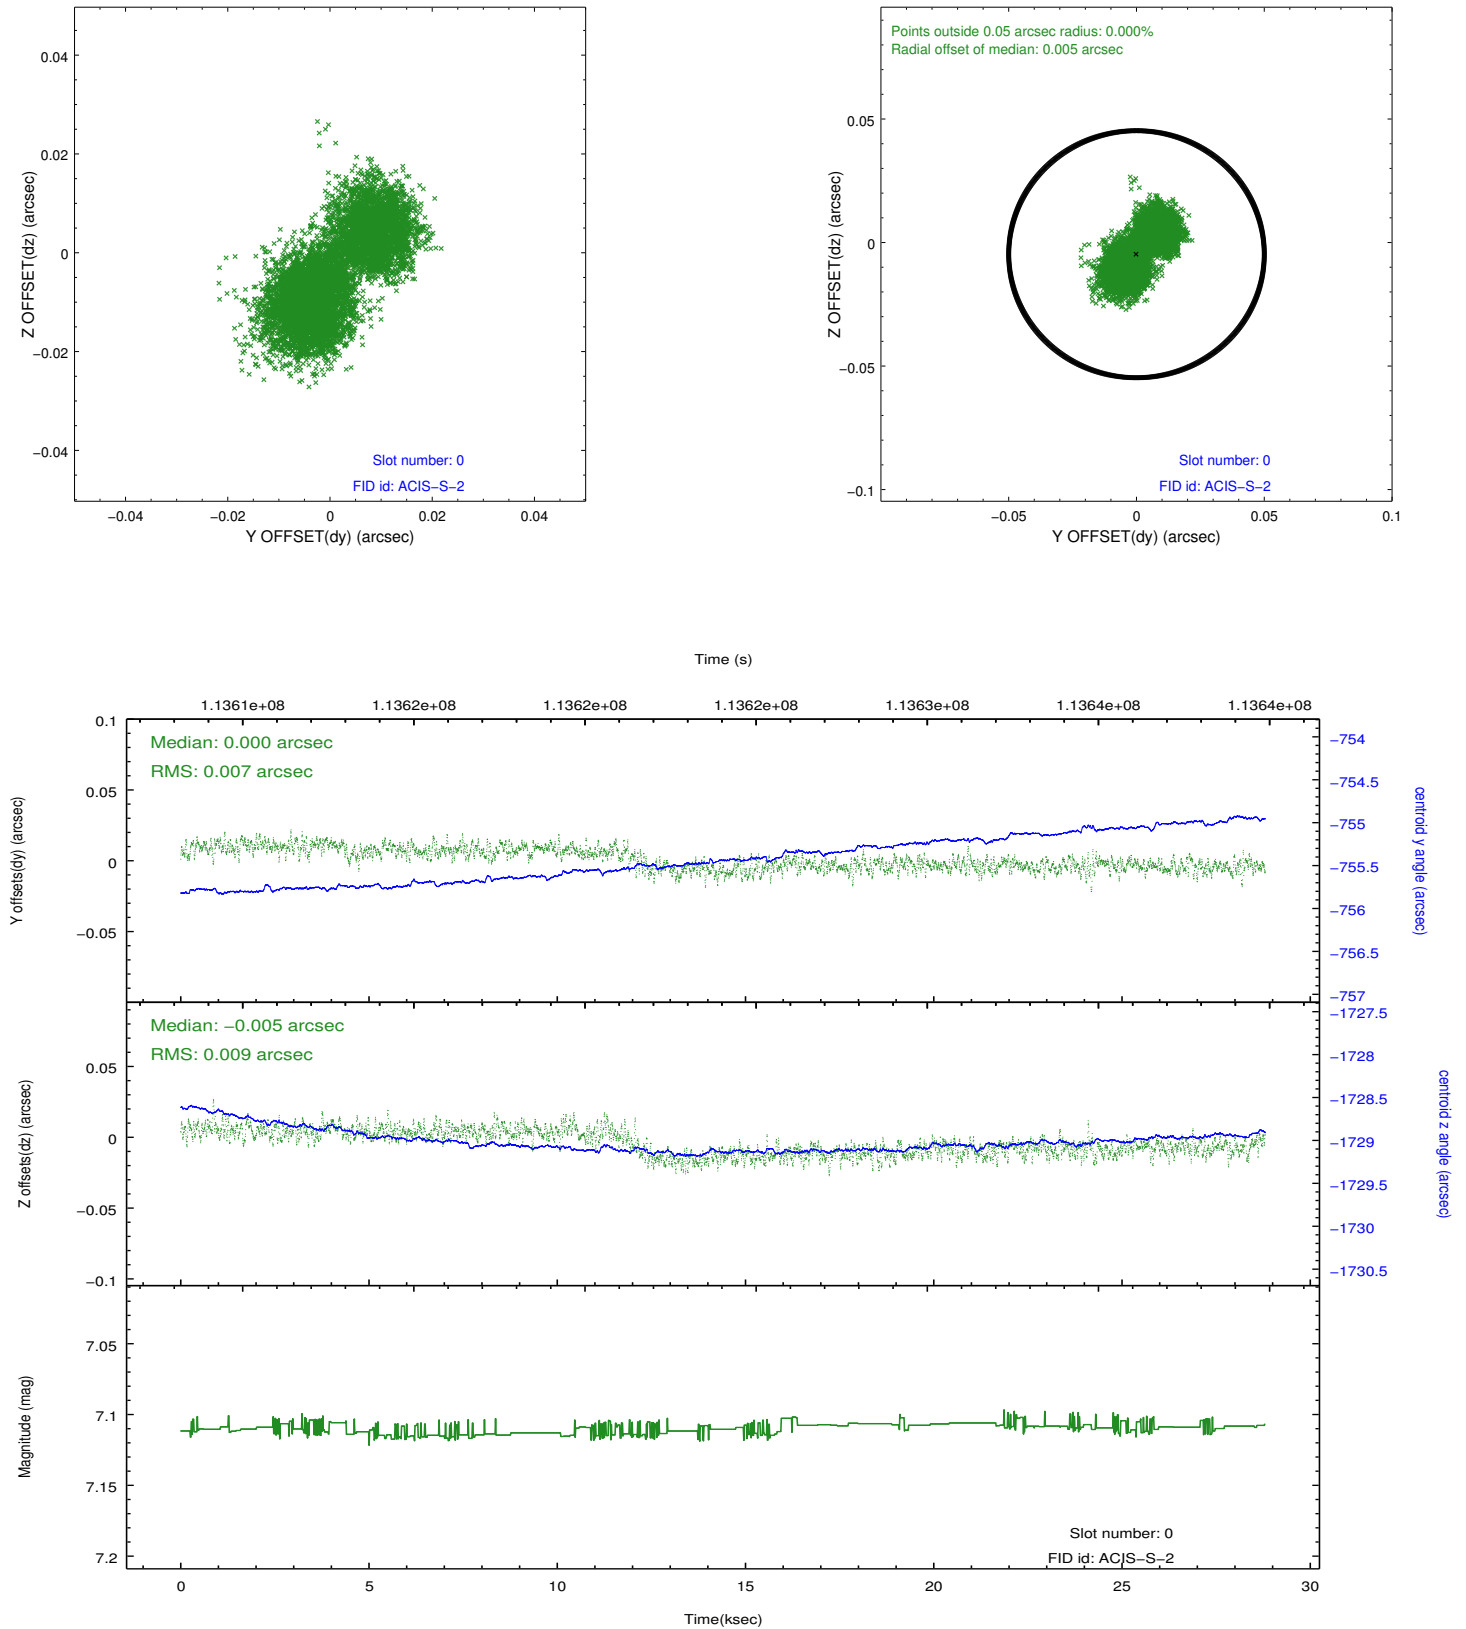 0.04
0.02
0
−0.02
−0.04
Z OFFSET(dz) (arcsec)
Slot number: 0
FID id: ACIS−S−2
−0.04
−0.02
0
0.02
0.04
Y OFFSET(dy) (arcsec)
Points outside 0.05 arcsec radius: 0.000%
Radial offset of median: 0.005 arcsec
0.05
0
−0.05
−0.1
Z OFFSET(dz) (arcsec)
Slot number: 0
FID id: ACIS−S−2
−0.05
0
0.05
0.1
Y OFFSET(dy) (arcsec)
Time (s)
1.1361e+08
1.1362e+08
1.1362e+08
1.1362e+08
1.1363e+08
1.1364e+08
1.1364e+08
0.1
0.05
0
−0.05
Y offsets(dy) (arcsec)
Median: 0.000 arcsec
RMS: 0.007 arcsec
−754
−754.5
−755
−755.5
−756
−756.5
−757
centroid y angle (arcsec)
0.05
0
−0.05
−0.1
Z offsets(dz) (arcsec)
Median: −0.005 arcsec
RMS: 0.009 arcsec
−1727.5
−1728
−1728.5
−1729
−1729.5
−1730
−1730.5
centroid z angle (arcsec)
7.05
7.1
7.15
7.2
Magnitude (mag)
Slot number: 0
FID id: ACIS−S−2
0
5
10
15
20
25
30
Time(ksec)